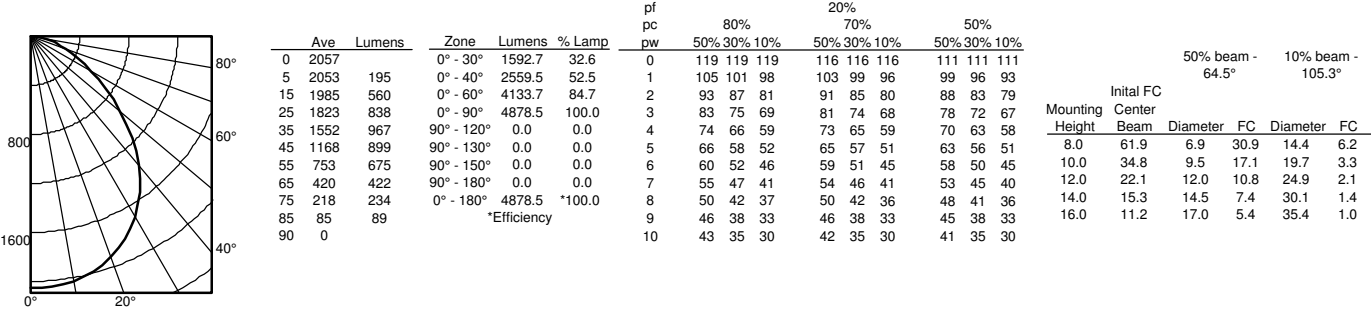 80°
60°
40°
800
1600
0° 20°
Ave Lumens
0 2057
5 2053 195
15 1985 560
25 1823 838
35 1552 967
45 1168 899
55 753 675
65 420 422
75 218 234
85 85 89
90 0
Zone Lumens % Lamp
0° - 30° 1592.7 32.6
0° - 40° 2559.5 52.5
0° - 60° 4133.7 84.7
0° - 90° 4878.5 100.0
90° - 120° 0.0 0.0
90° - 130° 0.0 0.0
90° - 150° 0.0 0.0
90° - 180° 0.0 0.0
0° - 180° 4878.5 *100.0
*Efficiency
pf 20%
pc 80% 70% 50%
pw 50% 30% 10% 50% 30% 10% 50% 30% 10%
0 119 119 119 116 116 116 111 111 111
1 105 101 98 103 99 96 99 96 93
2 93 87 81 91 85 80 88 83 79
3 83 75 69 81 74 68 78 72 67
4 74 66 59 73 65 59 70 63 58
5 66 58 52 65 57 51 63 56 51
6 60 52 46 59 51 45 58 50 45
7 55 47 41 54 46 41 53 45 40
8 50 42 37 50 42 36 48 41 36
9 46 38 33 46 38 33 45 38 33
10 43 35 30 42 35 30 41 35 30
50% beam - 10% beam -
64.5° 105.3°
Inital FC
Mounting Center
Height Beam Diameter FC Diameter FC
8.0 61.9 6.9 30.9 14.4 6.2
10.0 34.8 9.5 17.1 19.7 3.3
12.0 22.1 12.0 10.8 24.9 2.1
14.0 15.3 14.5 7.4 30.1 1.4
16.0 11.2 17.0 5.4 35.4 1.0